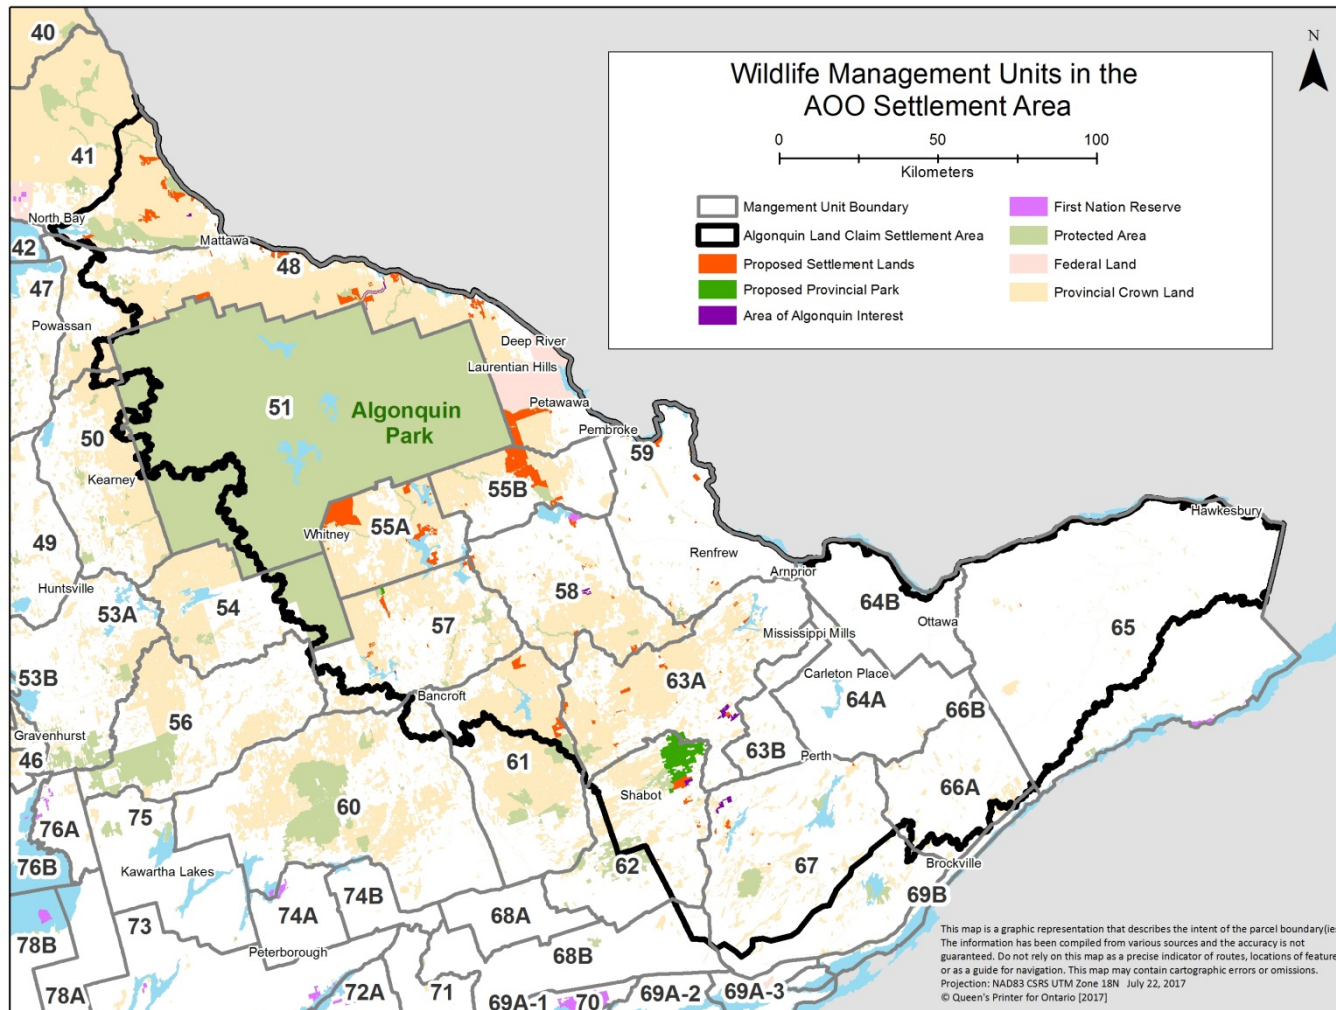 Wildlife Management Units in the
AOO Settlement Area
N
0 50 100
Kilometers
Mangement Unit Boundary
Algonquin Land Claim Settlement Area
Proposed Settlement Lands
Proposed Provincial Park
Area of Algonquin Interest
First Nation Reserve
Protected Area
Federal Land
Provincial Crown Land
40
41
North Bay
42
Mattawa
48
47
Powassan
Deep River
Laurentian Hills
Petawawa
Pembroke
51
Algonquin
Park
50
Kearney
59
55B
Whitney
55A
Hawkesbury
49
Renfrew
Arnprior
Huntsville
53A
54
58
57
64B
Ottawa
65
Mississippi Mills
53B
Bancroft
63A
Carleton Place
64A
66B
56
Gravenhurst
46
61
63B
Perth
Shabot
66A
60
75
76A
76B
Kawartha Lakes
62
67
Brockville
74B
69B
73
74A
68A
78B
Peterborough
68B
78A
72A
71
69A-1
70
69A-2
69A-3
This map is a graphic representation that describes the intent of the parcel boundary(ie
The information has been compiled from various sources and the accuracy is not
guaranteed. Do not rely on this map as a precise indicator of routes, locations of feature
or as a guide for navigation. This map may contain cartographic errors or omissions.
Projection: NAD83 CSRS UTM Zone 18N July 22, 2017
© Queen's Printer for Ontario [2017]